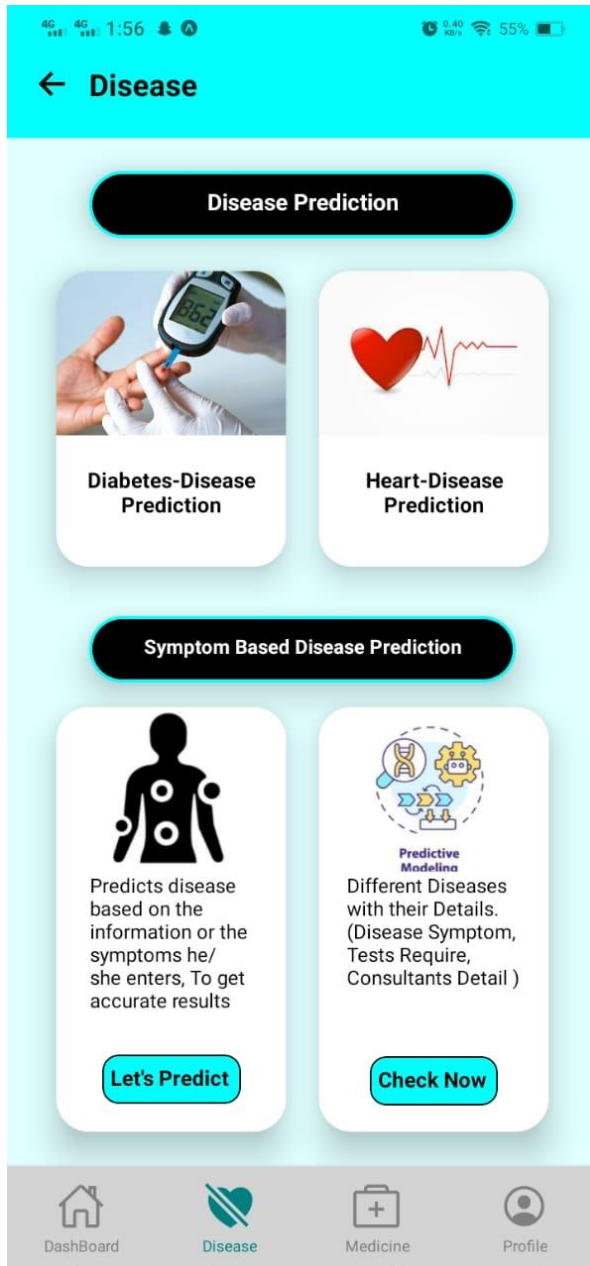 4G 4G 1:56 0.40 KB/s 55%
Disease
Disease Prediction
Diabetes-Disease
Prediction
Heart-Disease
Prediction
Symptom Based Disease Prediction
Predicts disease
based on the
information or the
symptoms he/
she enters, To get
accurate results
Let's Predict
Predictive
Modeling
Different Diseases
with their Details.
(Disease Symptom,
Tests Require,
Consultants Detail )
Check Now
DashBoard
Disease
Medicine
Profile